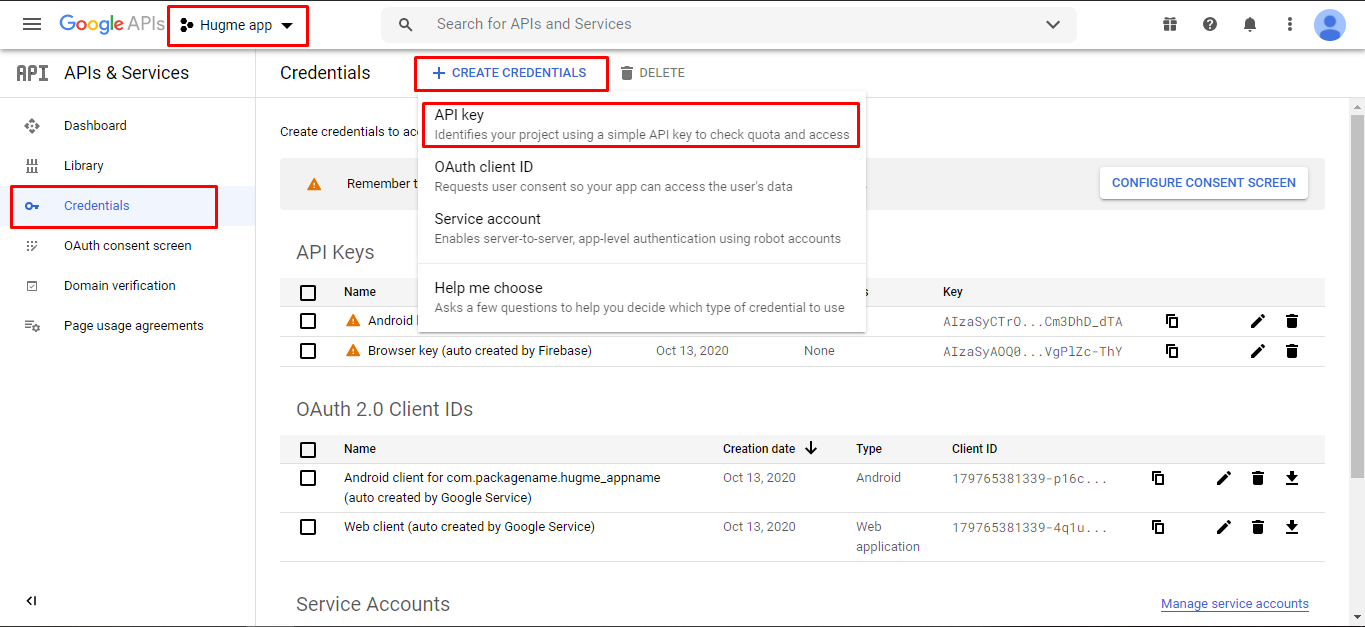 Google APIs
Hugme app
Search for APIs and Services
API APIs & Services
Credentials
CREATE CREDENTIALS
DELETE
Dashboard
Library
Credentials
OAuth consent screen
Domain verification
Page usage agreements
Create credentials to
API key
Identifies your project using a simple API key to check quota and access
OAuth client ID
Requests user consent so your app can access the user's data
Service account
Enables server-to-server, app-level authentication using robot accounts
Help me choose
Asks a few questions to help you decide which type of credential to use
Remember
CONFIGURE CONSENT SCREEN
API Keys
Name Key
Android AIzaSyCTrO...Cm3DhD_dTA
Browser key (auto created by Firebase) Oct 13, 2020 None AIzaSyAOQ0...VgPlZc-ThY
OAuth 2.0 Client IDs
Name Creation date Type Client ID
Android client for com.packagename.hugme_appname Oct 13, 2020 Android 179765381339-p16c...
(auto created by Google Service)
Web client (auto created by Google Service) Oct 13, 2020 Web 179765381339-4q1u...
application
Service Accounts
Manage service accounts